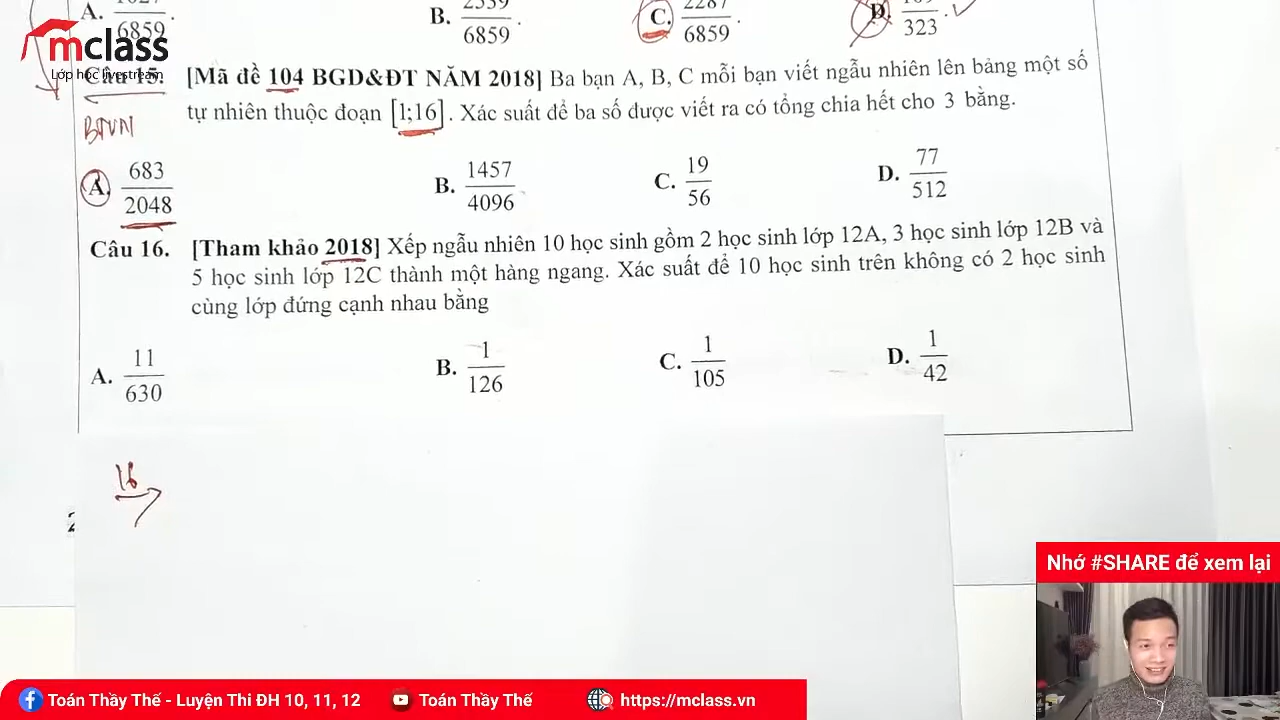 A. 1627/6859.
B. 2539/6859.
C. 2287/6859.
D. 109/323.
mclass
Lớp học livestream
Câu 15. [Mã đề 104 BGD&ĐT NĂM 2018] Ba bạn A, B, C mỗi bạn viết ngẫu nhiên lên bảng một số
tự nhiên thuộc đoạn [1;16]. Xác suất để ba số được viết ra có tổng chia hết cho 3 bằng.
BTVN
A. 683/2048
B. 1457/4096
C. 19/56
D. 77/512
Câu 16. [Tham khảo 2018] Xếp ngẫu nhiên 10 học sinh gồm 2 học sinh lớp 12A, 3 học sinh lớp 12B và
5 học sinh lớp 12C thành một hàng ngang. Xác suất để 10 học sinh trên không có 2 học sinh
cùng lớp đứng cạnh nhau bằng
A. 11/630
B. 1/126
C. 1/105
D. 1/42
16
Nhớ #SHARE để xem lại
Toán Thầy Thế - Luyện Thi ĐH 10, 11, 12
Toán Thầy Thế
https://mclass.vn